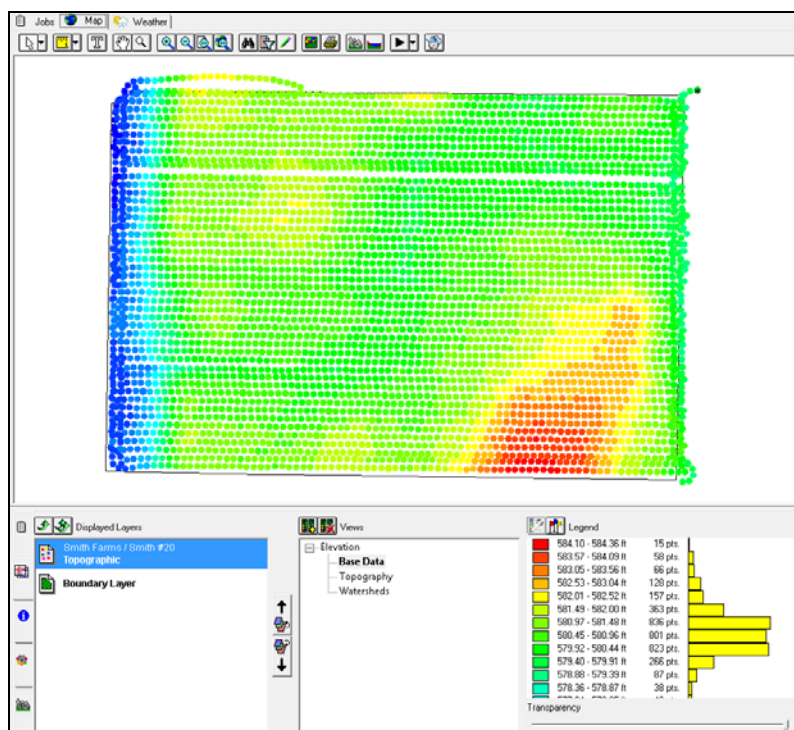 Jobs Map Weather
T
Displayed Layers
Smith Farms / Smith #20
Topographic
Boundary Layer
Views
Elevation
Base Data
Topography
Watersheds
Legend
584.10 - 584.36 ft 15 pts.
583.57 - 584.09 ft 58 pts.
583.05 - 583.56 ft 66 pts.
582.53 - 583.04 ft 128 pts.
582.01 - 582.52 ft 157 pts.
581.49 - 582.00 ft 363 pts.
580.97 - 581.48 ft 836 pts.
580.45 - 580.96 ft 801 pts.
579.92 - 580.44 ft 823 pts.
579.40 - 579.91 ft 266 pts.
578.88 - 579.39 ft 87 pts.
578.36 - 578.87 ft 38 pts.
Transparency